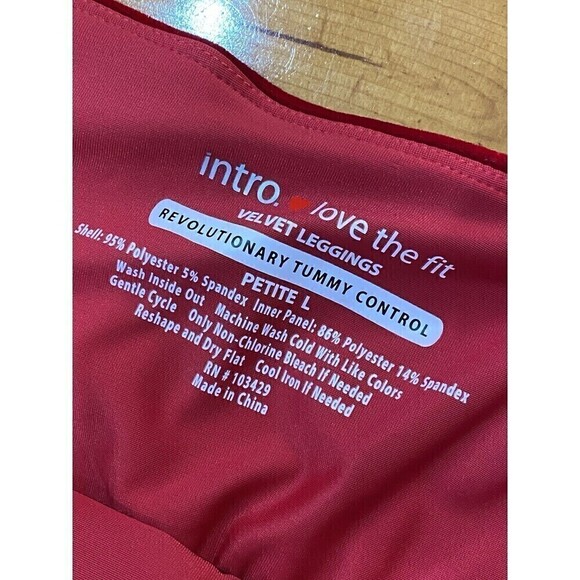 intro. love the fit
VELVET LEGGINGS
REVOLUTIONARY TUMMY CONTROL
PETITE L
Shell: 95% Polyester 5% Spandex Inner Panel: 86% Polyester 14% Spandex
Wash Inside Out Machine Wash Cold With Like Colors
Gentle Cycle Only Non-Chlorine Bleach If Needed
Reshape and Dry Flat Cool Iron If Needed
RN # 103429
Made in China